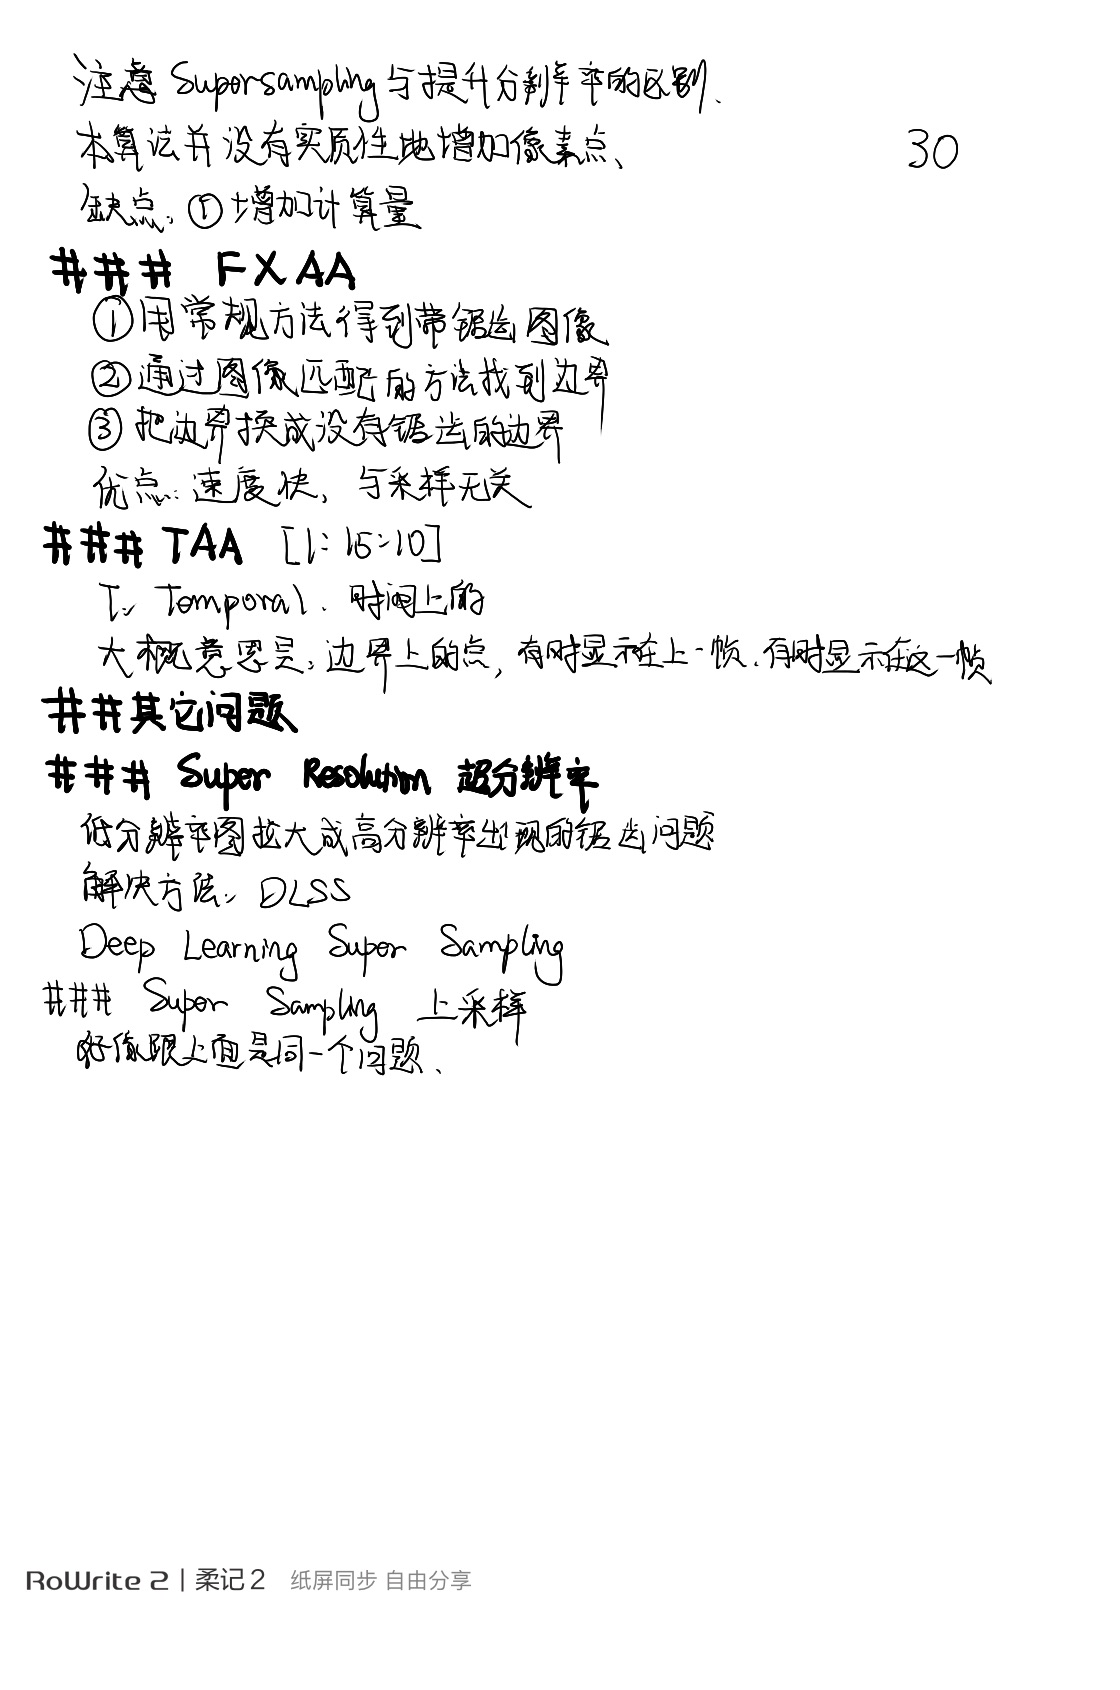 注意 Supersampling 与提升分辨率的区别.
本算法并没有实质性地增加像素点、
30
缺点: ①增加计算量
### FXAA
①用常规方法得到带锯齿图像
②通过图像匹配的方法找到边界
③把边界换成没有锯齿的边界
优点: 速度快, 与采样无关
### TAA [1:15:10]
T: Temporal. 时间上的
大概意思是: 边界上的点, 有时显示在上一帧.有时显示在这一帧
## 其它问题
### Super Resolution 超分辨率
低分辨率图拉大成高分辨率出现的锯齿问题
解决方法: DLSS
Deep Learning Super Sampling
### Super Sampling 上采样
好像跟上面是同一个问题、
RoWrite 2 | 柔记 2 纸屏同步 自由分享